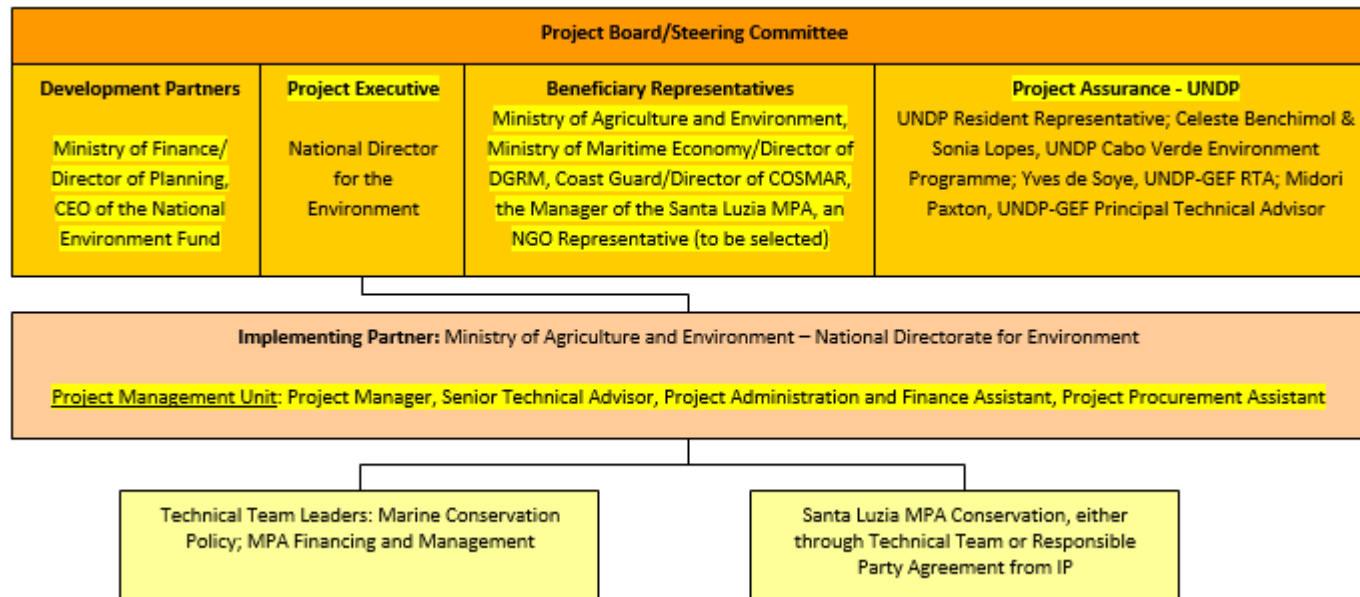 Project Board/Steering Committee
Development Partners
Ministry of Finance/
Director of Planning,
CEO of the National
Environment Fund
Project Executive
National Director
for the
Environment
Beneficiary Representatives
Ministry of Agriculture and Environment,
Ministry of Maritime Economy/Director of
DGRM, Coast Guard/Director of COSMAR,
the Manager of the Santa Luzia MPA, an
NGO Representative (to be selected)
Project Assurance - UNDP
UNDP Resident Representative; Celeste Benchimol &
Sonia Lopes, UNDP Cabo Verde Environment
Programme; Yves de Soye, UNDP-GEF RTA; Midori
Paxton, UNDP-GEF Principal Technical Advisor
Implementing Partner: Ministry of Agriculture and Environment – National Directorate for Environment
Project Management Unit: Project Manager, Senior Technical Advisor, Project Administration and Finance Assistant, Project Procurement Assistant
Technical Team Leaders: Marine Conservation
Policy; MPA Financing and Management
Santa Luzia MPA Conservation, either
through Technical Team or Responsible
Party Agreement from IP